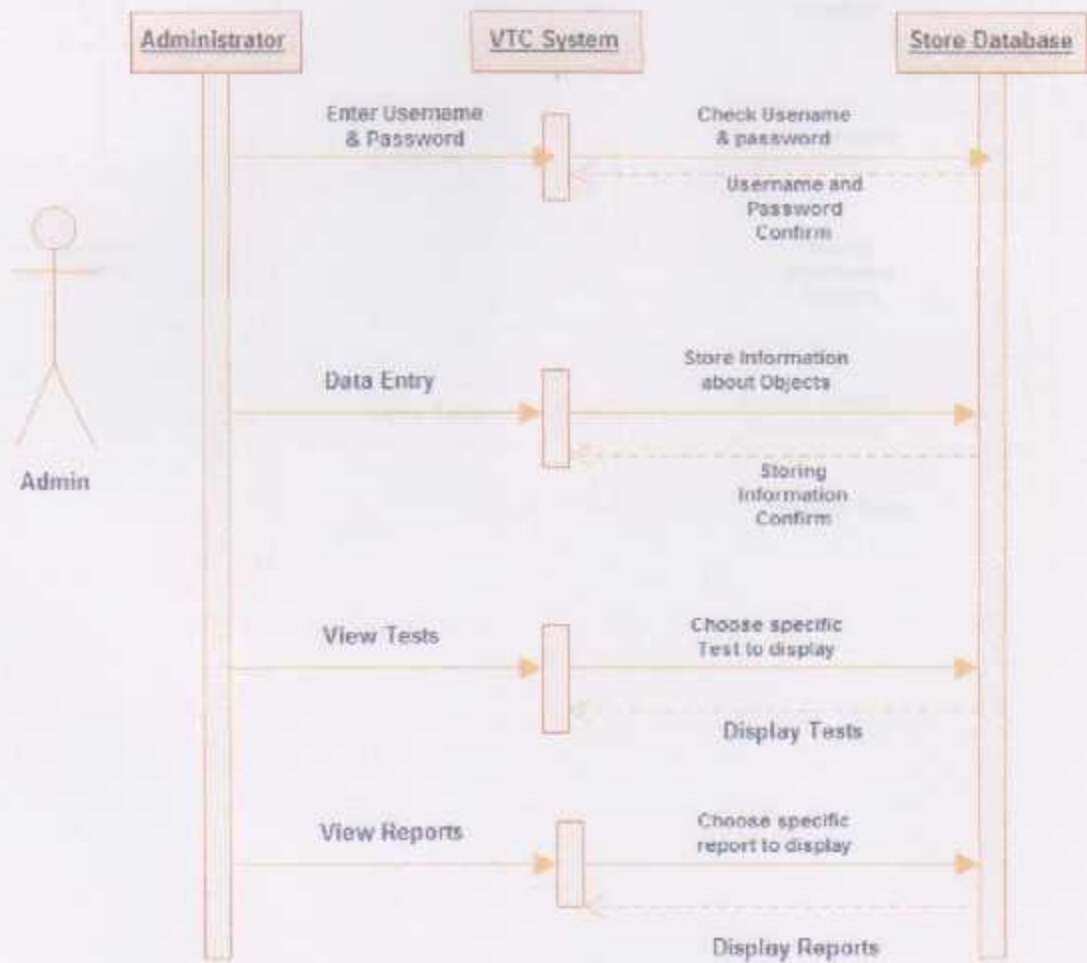 Administrator
VTC System
Store Database
Enter Username
& Password
Check Username
& password
Username and
Password
Confirm
Admin
Data Entry
Store Information
about Objects
Storing
Information
Confirm
View Tests
Choose specific
Test to display
Display Tests
View Reports
Choose specific
report to display
Display Reports